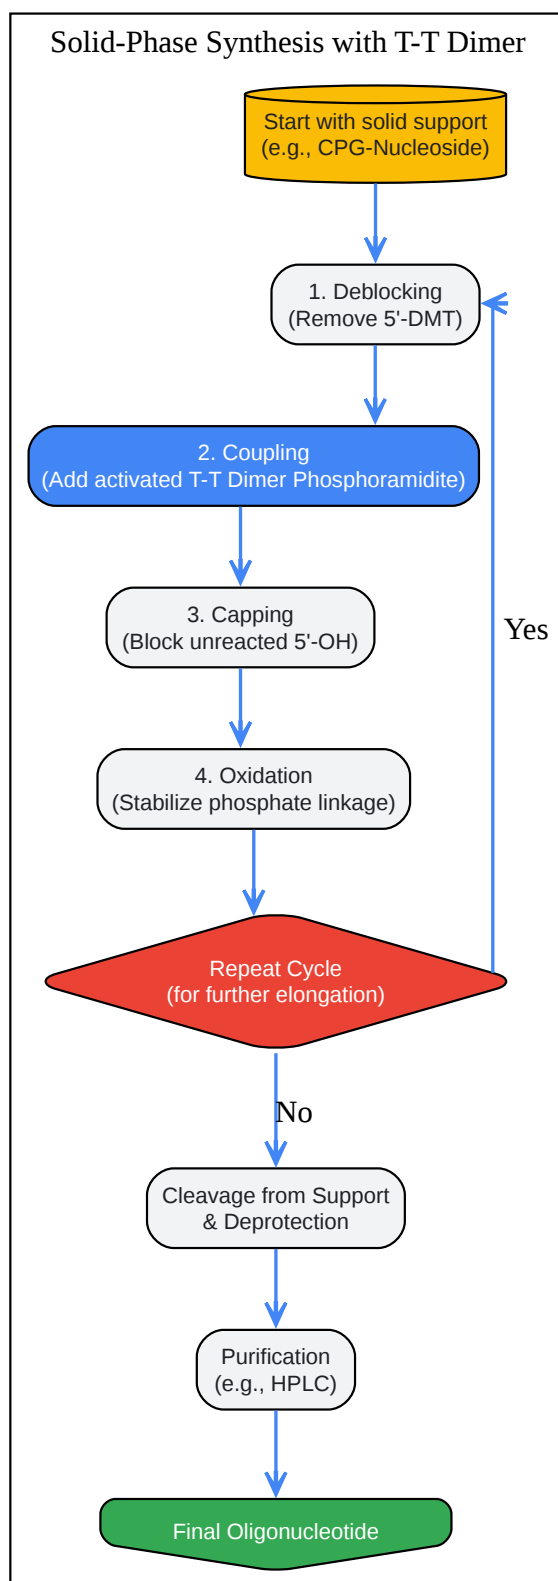 Solid-Phase Synthesis with T-T Dimer
Start with solid support
(e.g., CPG-Nucleoside)
1. Deblocking
(Remove 5'-DMT)
2. Coupling
(Add activated T-T Dimer Phosphoramidite)
3. Capping
(Block unreacted 5'-OH)
Yes
4. Oxidation
(Stabilize phosphate linkage)
Repeat Cycle
(for further elongation)
No
Cleavage from Support
& Deprotection
Purification
(e.g., HPLC)
Final Oligonucleotide